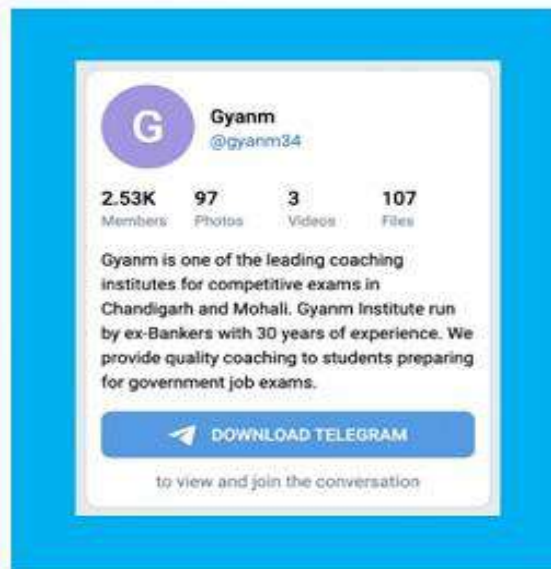 G
Gyanm
@gyanm34
2.53K 97 3 107
Members Photos Videos Files
Gyanm is one of the leading coaching
institutes for competitive exams in
Chandigarh and Mohali. Gyanm Institute run
by ex-Bankers with 30 years of experience. We
provide quality coaching to students preparing
for government job exams.
DOWNLOAD TELEGRAM
to view and join the conversation